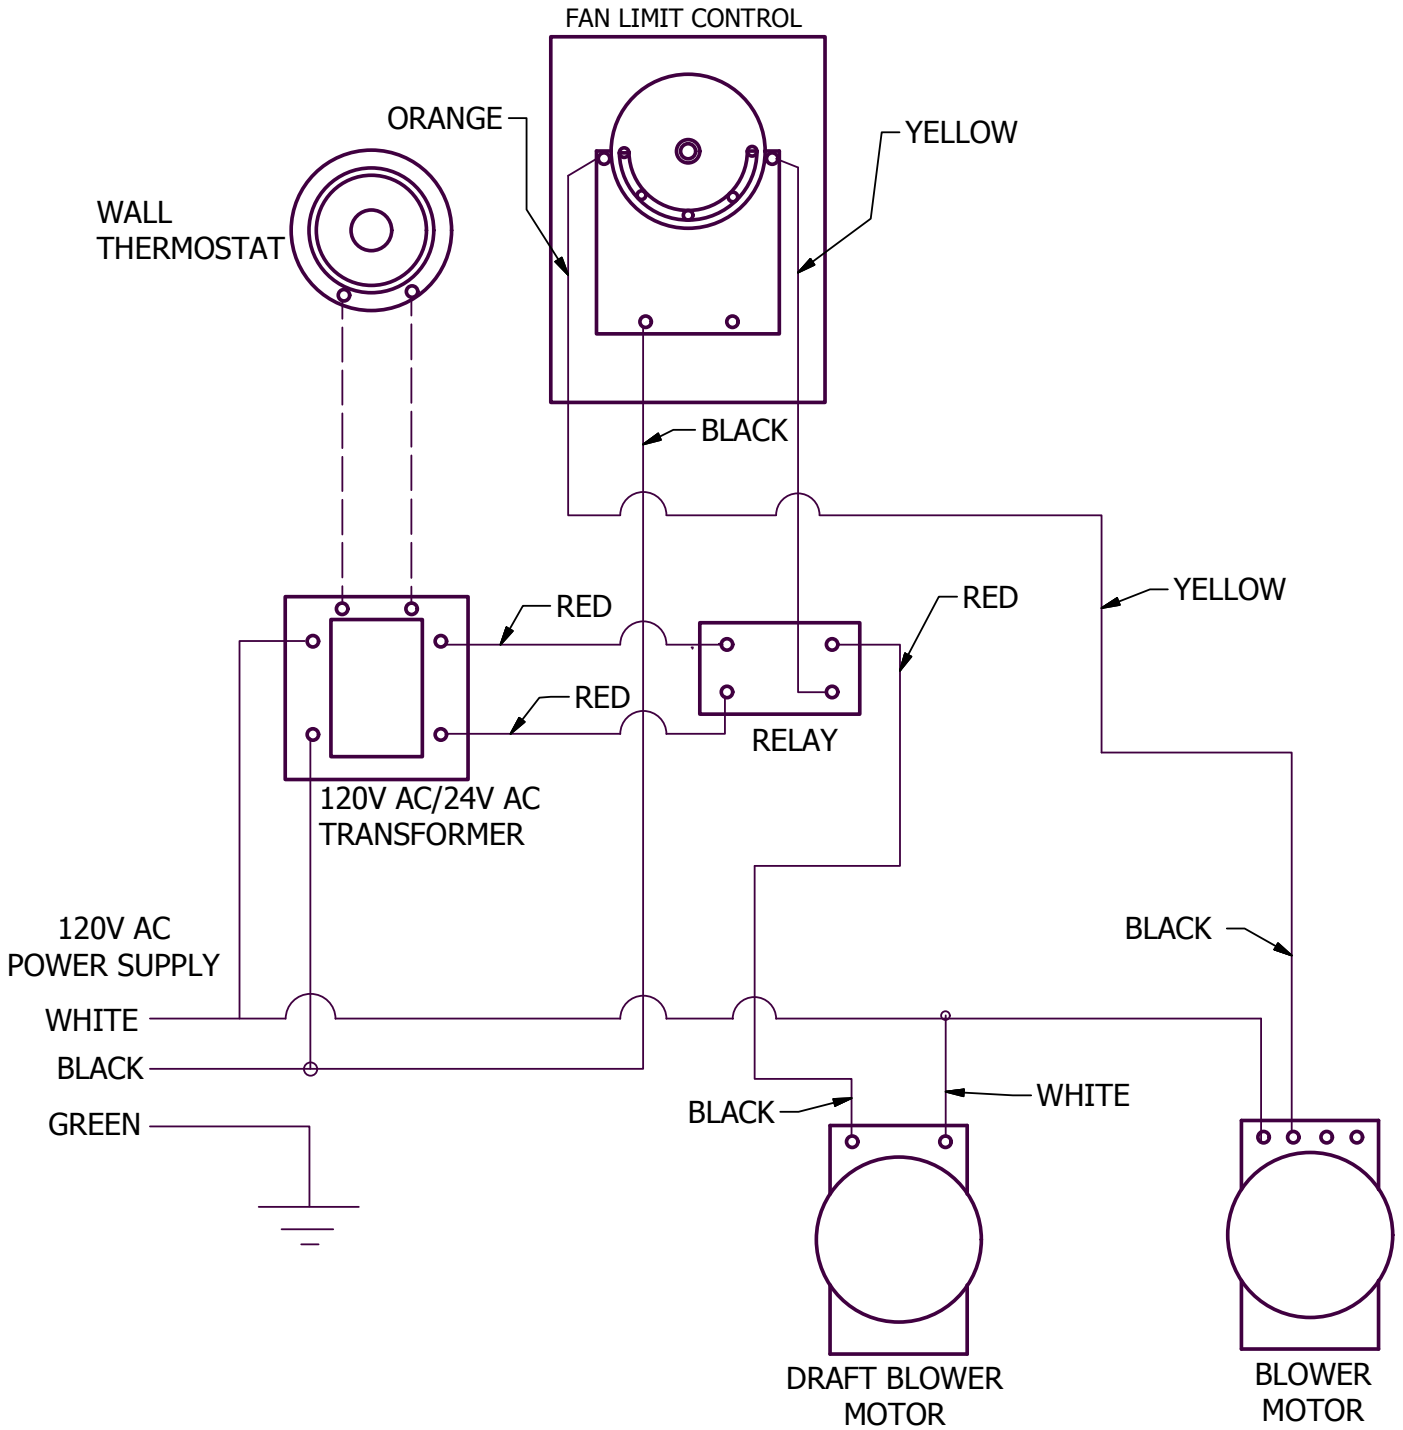 FAN LIMIT CONTROL
ORANGE
YELLOW
WALL
THERMOSTAT
BLACK
RED
RED
YELLOW
RED
RELAY
120V AC/24V AC
TRANSFORMER
120V AC
POWER SUPPLY
BLACK
WHITE
BLACK
GREEN
BLACK
WHITE
DRAFT BLOWER
MOTOR
BLOWER
MOTOR